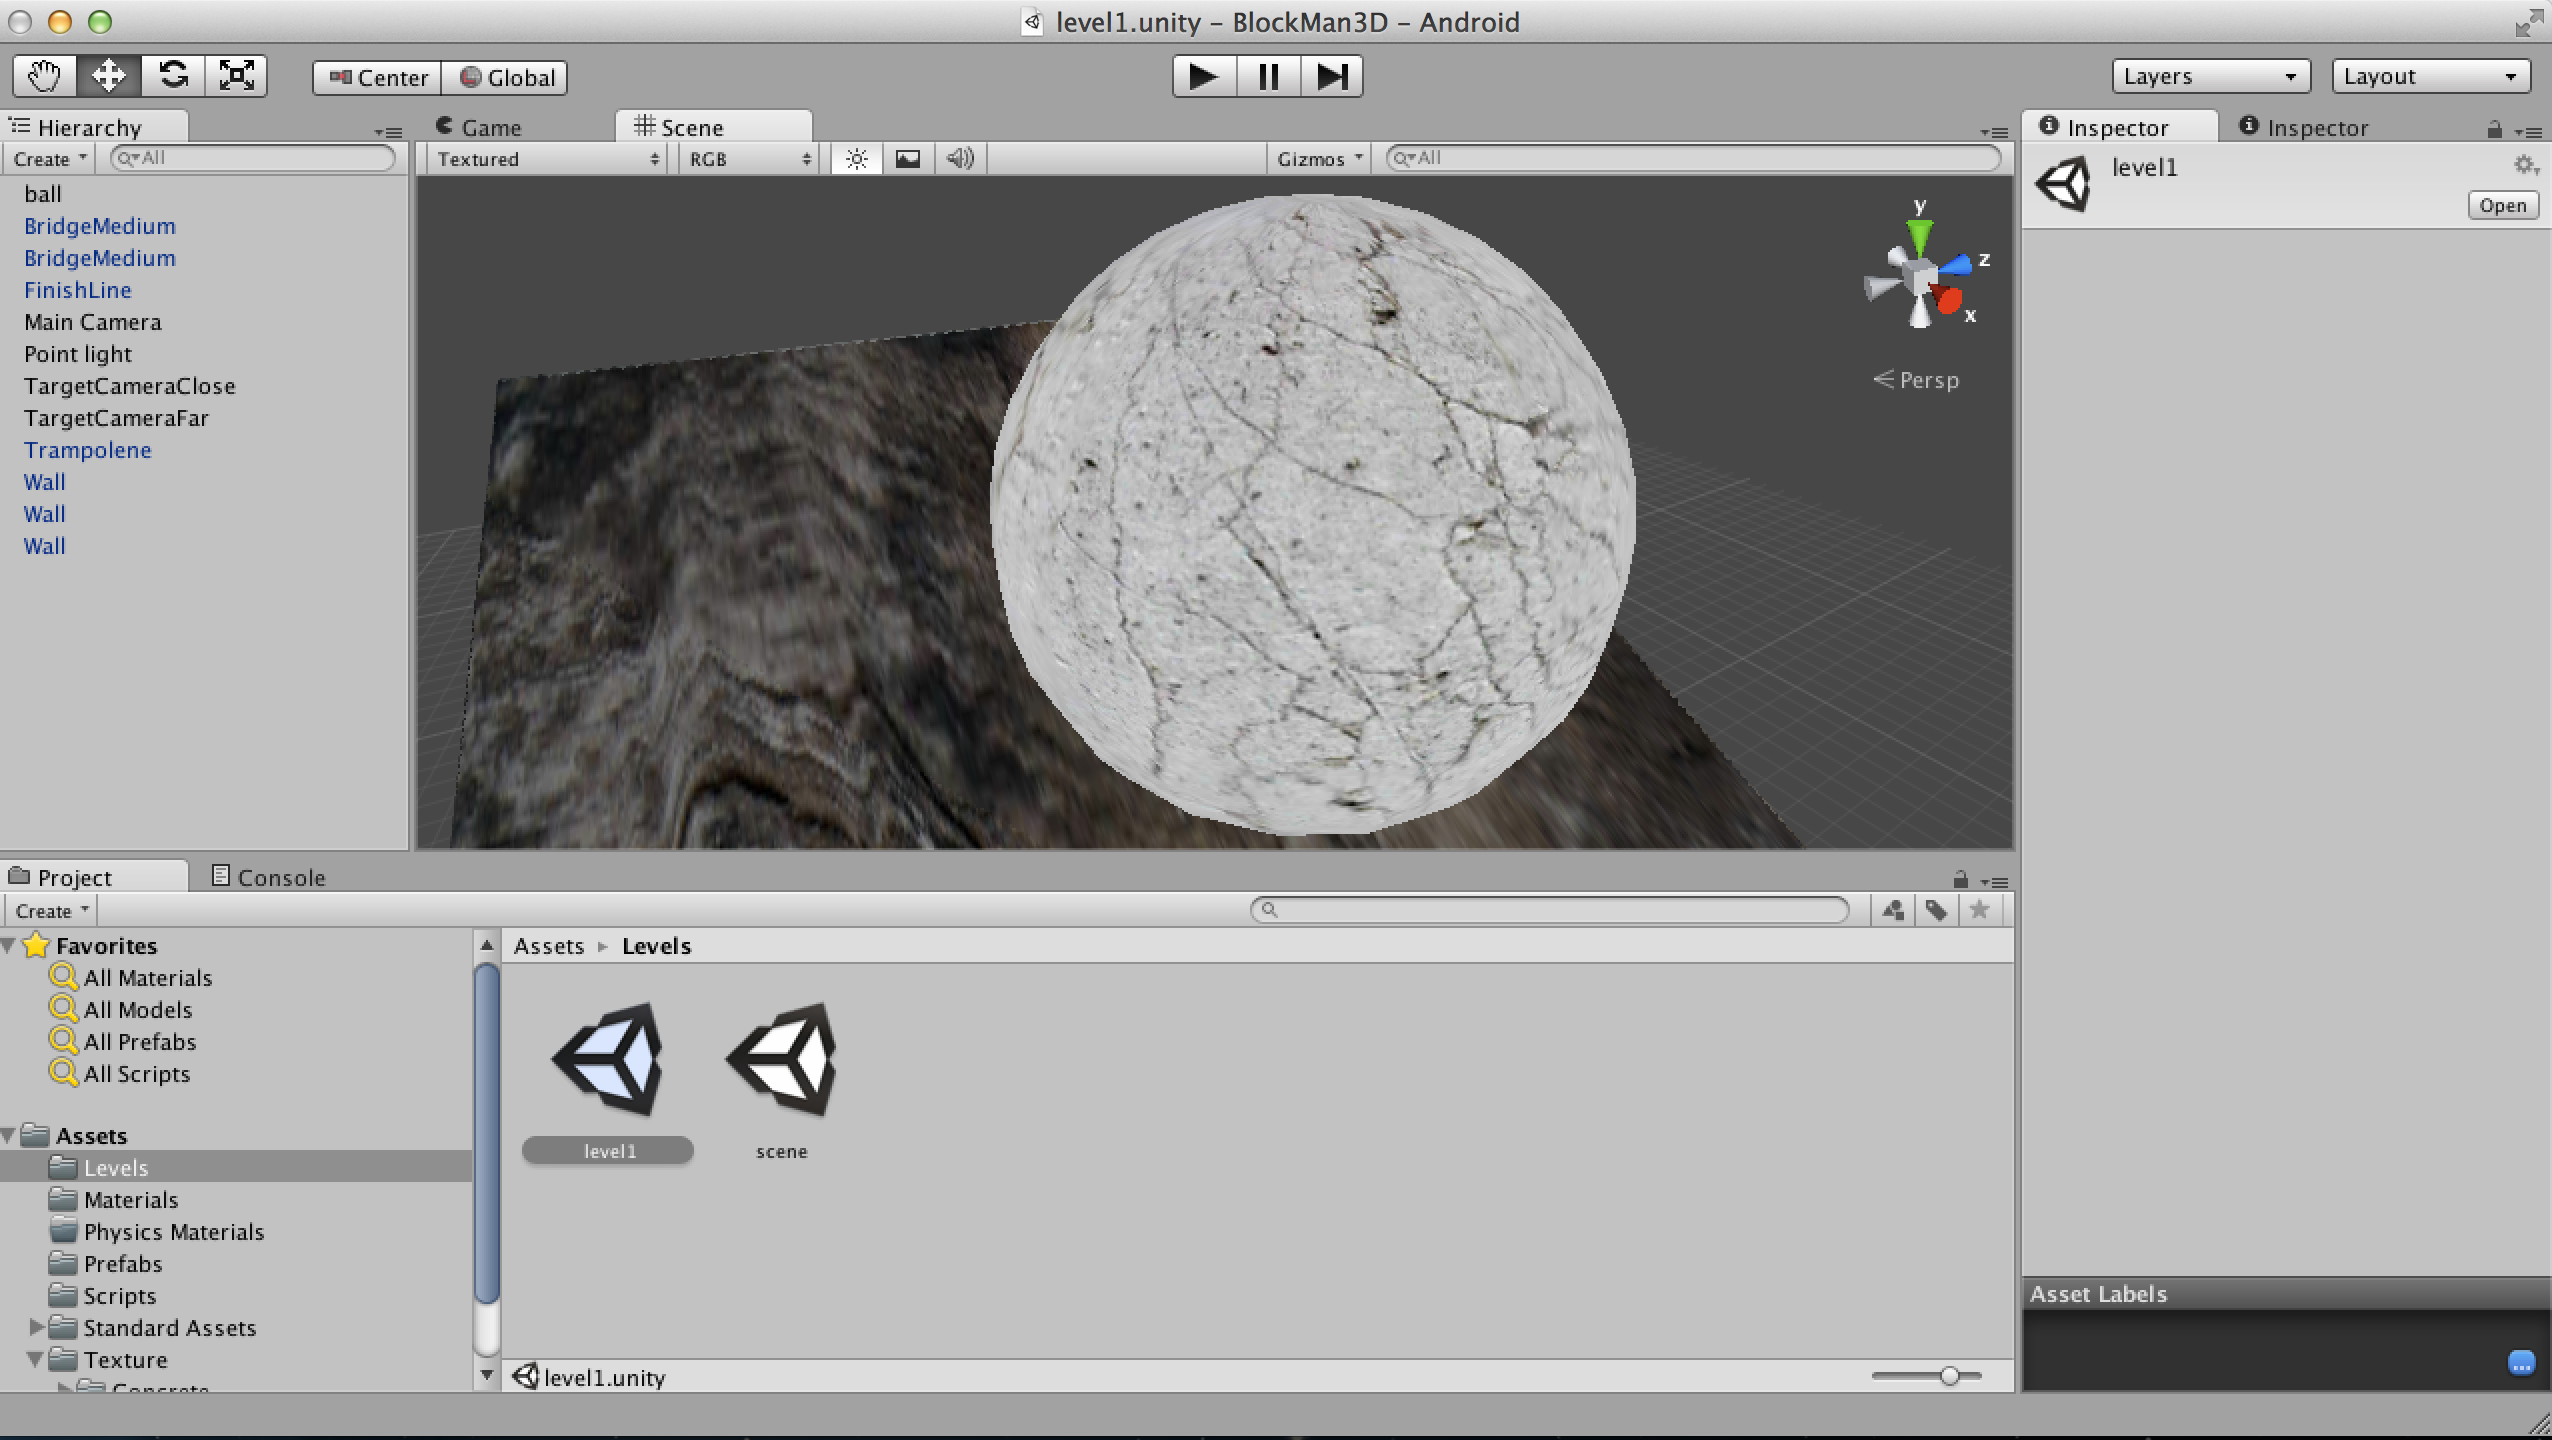 level1.unity – BlockMan3D – Android
Center Global Layers Layout
Hierarchy
Create All
ball
BridgeMedium
BridgeMedium
FinishLine
Main Camera
Point light
TargetCameraClose
TargetCameraFar
Trampolene
Wall
Wall
Wall
Game Scene
Textured RGB Gizmos All
y
z
x
Persp
Inspector Inspector
level1
Open
Project Console
Create
Favorites
All Materials
All Models
All Prefabs
All Scripts
Assets
Levels
Materials
Physics Materials
Prefabs
Scripts
Standard Assets
Texture
Concrete
Assets Levels
level1 scene
level1.unity
Asset Labels